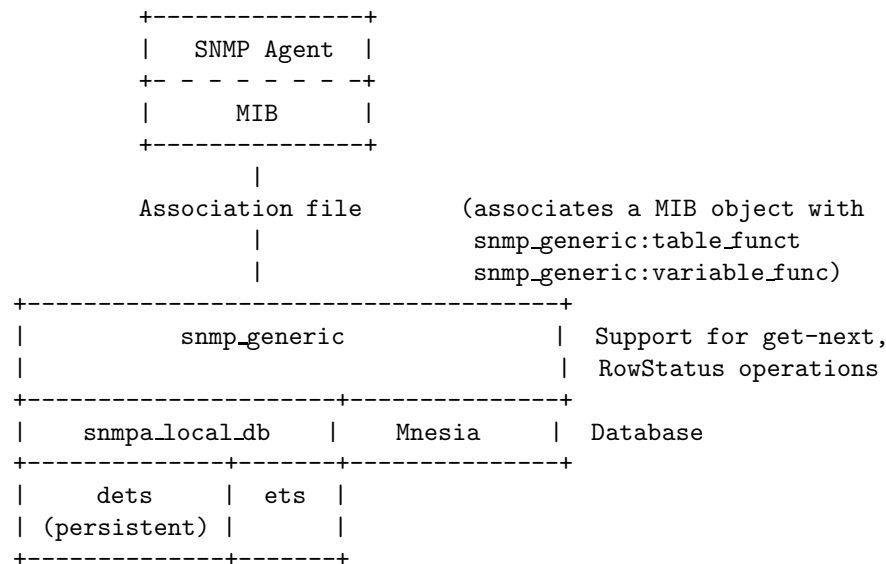 +---------------+
| SNMP Agent |
+- - - - - - - -+
| MIB |
+---------------+
|
Association file (associates a MIB object with
| snmp_generic:table_funct
| snmp_generic:variable_func)
+--------------------------------------+
| snmp_generic | Support for get-next,
| | RowStatus operations
+----------------------+---------------+
| snmpa_local_db | Mnesia | Database
+--------------+-------+---------------+
| dets | ets |
| (persistent) | |
+--------------+-------+